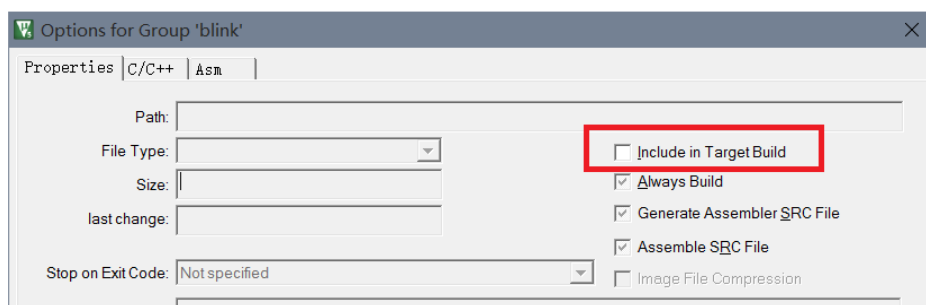 Options for Group 'blink'
Properties C/C++ Asm
Path:
File Type:
Include in Target Build
Size:
Always Build
last change:
Generate Assembler SRC File
Assemble SRC File
Stop on Exit Code: Not specified
Image File Compression